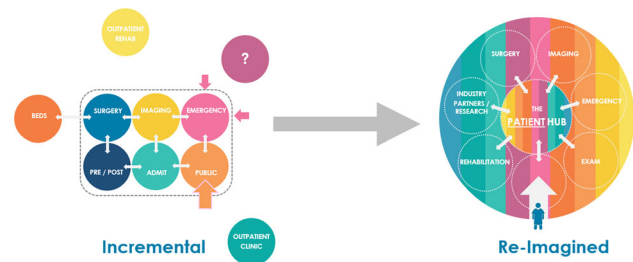 OUTPATIENT
REHAB
?
BEDS
SURGERY
IMAGING
EMERGENCY
PRE / POST
ADMIT
PUBLIC
OUTPATIENT
CLINIC
Incremental
SURGERY
IMAGING
INDUSTRY
PARTNERS /
RESEARCH
EMERGENCY
THE
PATIENT HUB
REHABILITATION
EXAM
Re-Imagined